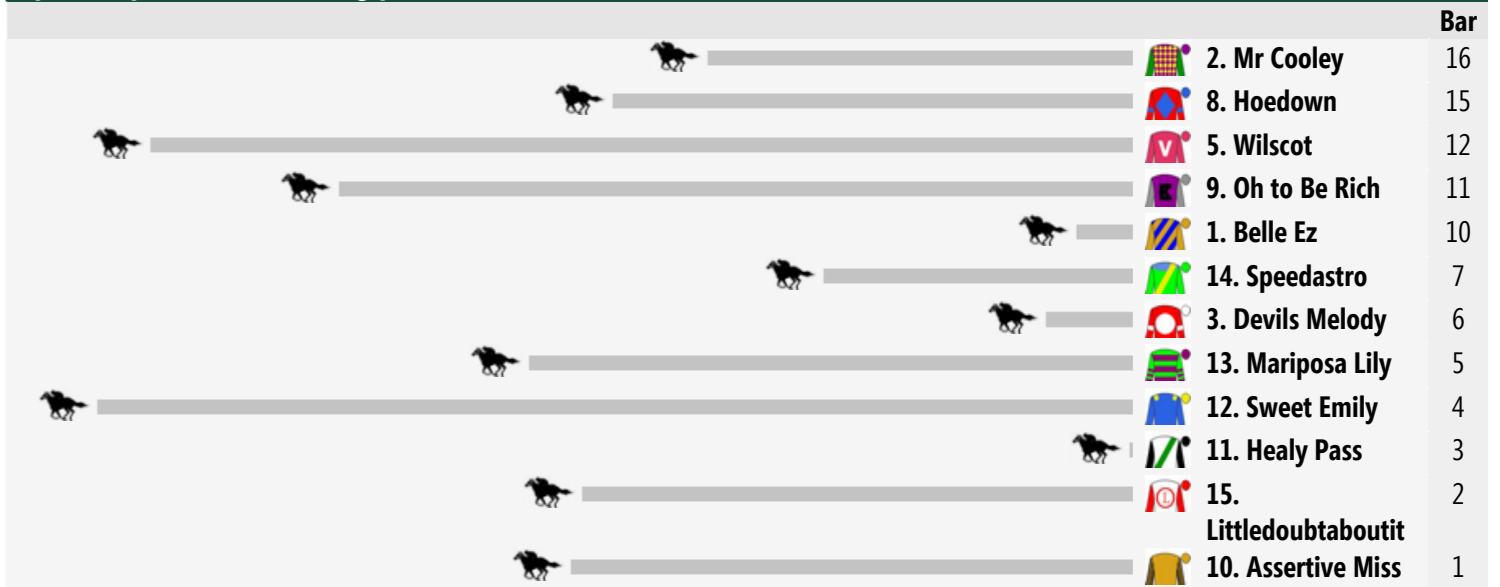 Bar
2. Mr Cooley 16
8. Hoedown 15
V 5. Wilscot 12
9. Oh to Be Rich 11
1. Belle Ez 10
14. Speedastro 7
3. Devils Melody 6
13. Mariposa Lily 5
12. Sweet Emily 4
11. Healy Pass 3
L 15. 2
Littledoubtaboutit
10. Assertive Miss 1